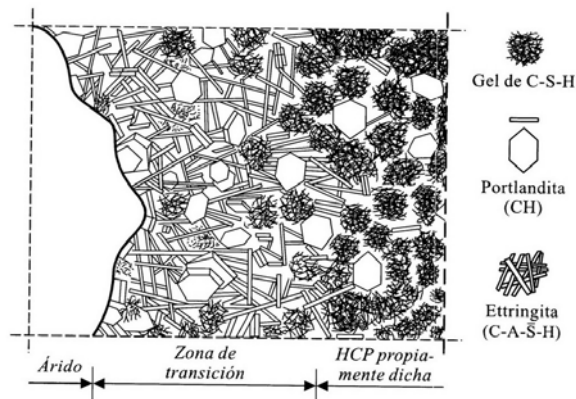 Gel de C-S-H
Portlandita
(CH)
Ettringita
(C-A-S̄-H)
Árido
Zona de
transición
HCP propia-
mente dicha